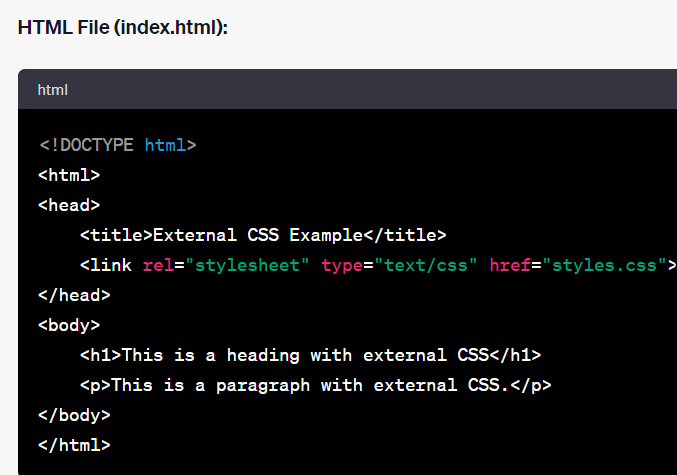 HTML File (index.html):
html
<!DOCTYPE html>
<html>
<head>
    <title>External CSS Example</title>
    <link rel="stylesheet" type="text/css" href="styles.css">
</head>
<body>
    <h1>This is a heading with external CSS</h1>
    <p>This is a paragraph with external CSS.</p>
</body>
</html>